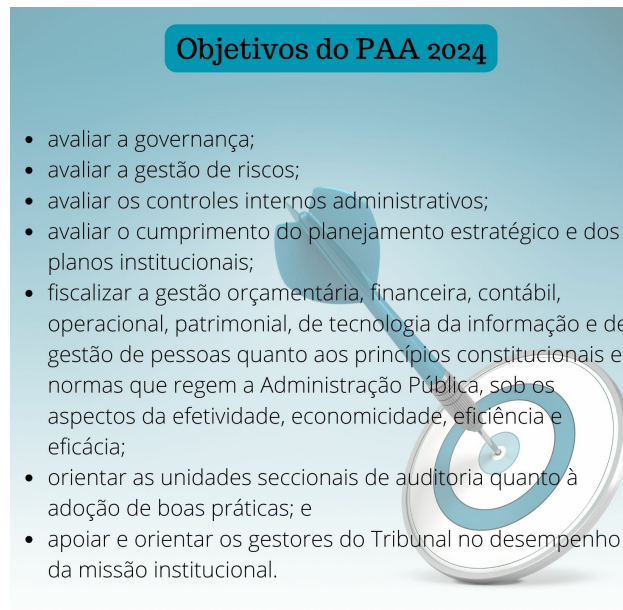 Objetivos do PAA 2024
• avaliar a governança;
• avaliar a gestão de riscos;
• avaliar os controles internos administrativos;
• avaliar o cumprimento do planejamento estratégico e dos
planos institucionais;
• fiscalizar a gestão orçamentária, financeira, contábil,
operacional, patrimonial, de tecnologia da informação e de
gestão de pessoas quanto aos princípios constitucionais e
normas que regem a Administração Pública, sob os
aspectos da efetividade, economicidade, eficiência e
eficácia;
• orientar as unidades seccionais de auditoria quanto à
adoção de boas práticas; e
• apoiar e orientar os gestores do Tribunal no desempenho
da missão institucional.